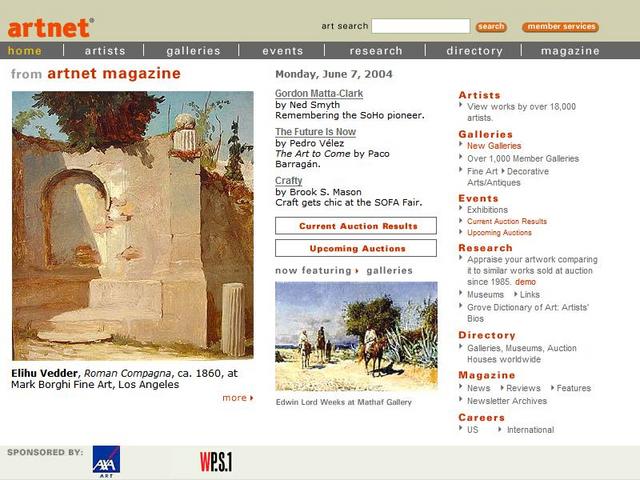 artnet®
art search
search
member services
home
artists
galleries
events
research
directory
magazine
from artnet magazine
Elihu Vedder, Roman Compagna, ca. 1860, at
Mark Borghi Fine Art, Los Angeles
more
Monday, June 7, 2004
Gordon Matta-Clark
by Ned Smyth
Remembering the SoHo pioneer.
The Future Is Now
by Pedro Vélez
The Art to Come by Paco
Barragán.
Crafty
by Brook S. Mason
Craft gets chic at the SOFA Fair.
Current Auction Results
Upcoming Auctions
now featuring galleries
Edwin Lord Weeks at Mathaf Gallery
Artists
View works by over 18,000
artists.
Galleries
New Galleries
Over 1,000 Member Galleries
Fine Art Decorative
Arts/Antiques
Events
Exhibitions
Current Auction Results
Upcoming Auctions
Research
Appraise your artwork comparing
it to similar works sold at auction
since 1985. demo
Museums Links
Grove Dictionary of Art: Artists'
Bios
Directory
Galleries, Museums, Auction
Houses worldwide
Magazine
News Reviews Features
Newsletter Archives
Careers
US International
SPONSORED BY:
AXA
ART
WPS1